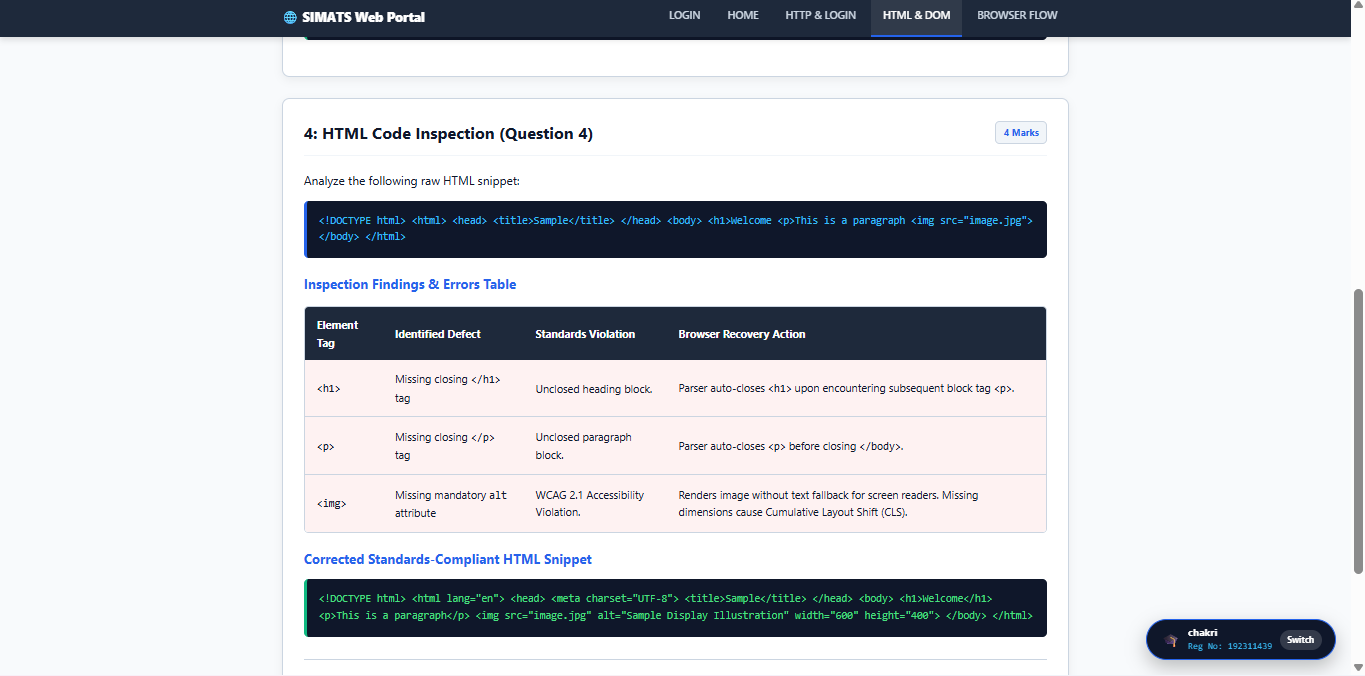 SIMATS Web Portal
LOGIN
HOME
HTTP & LOGIN
HTML & DOM
BROWSER FLOW
4: HTML Code Inspection (Question 4)
4 Marks
Analyze the following raw HTML snippet:
<!DOCTYPE html> <html> <head> <title>Sample</title> </head> <body> <h1>Welcome <p>This is a paragraph <img src="image.jpg">
</body> </html>
Inspection Findings & Errors Table
Element
Tag
Identified Defect
Standards Violation
Browser Recovery Action
<h1>
Missing closing </h1>
tag
Unclosed heading block.
Parser auto-closes <h1> upon encountering subsequent block tag <p>.
<p>
Missing closing </p>
tag
Unclosed paragraph
block.
Parser auto-closes <p> before closing </body>.
<img>
Missing mandatory alt
attribute
WCAG 2.1 Accessibility
Violation.
Renders image without text fallback for screen readers. Missing
dimensions cause Cumulative Layout Shift (CLS).
Corrected Standards-Compliant HTML Snippet
<!DOCTYPE html> <html lang="en"> <head> <meta charset="UTF-8"> <title>Sample</title> </head> <body> <h1>Welcome</h1>
<p>This is a paragraph</p> <img src="image.jpg" alt="Sample Display Illustration" width="600" height="400"> </body> </html>
chakri
Reg No: 192311439
Switch